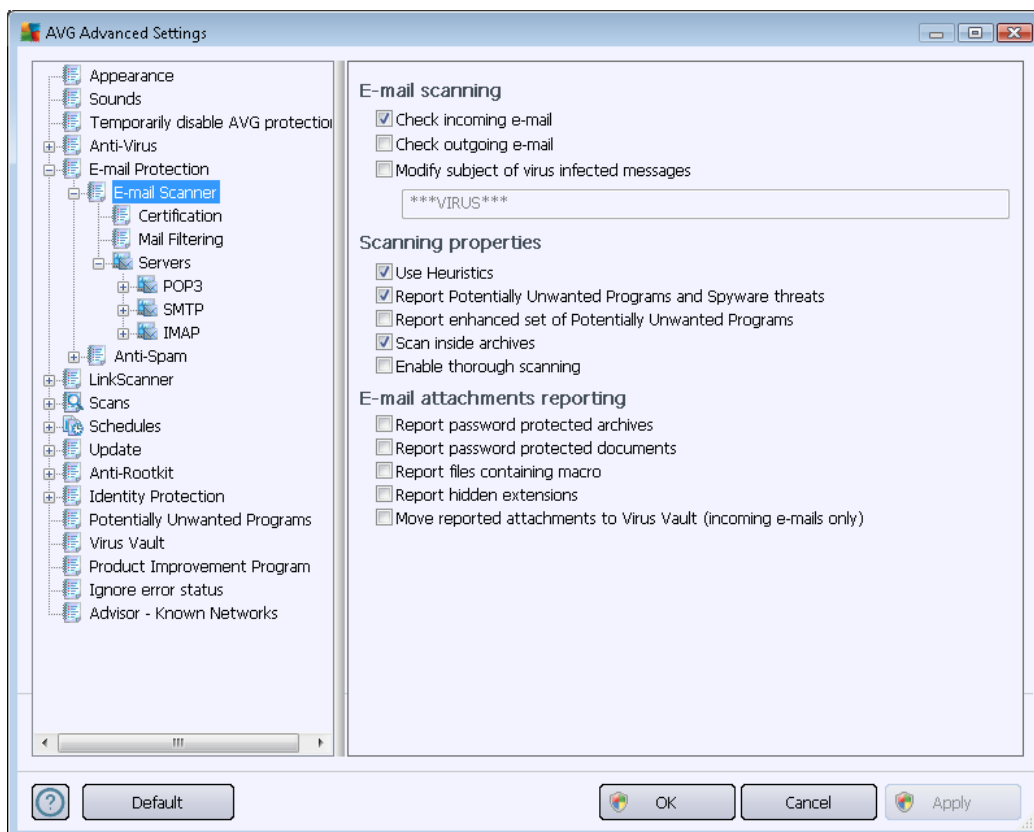 AVG Advanced Settings
Appearance
Sounds
Temporarily disable AVG protection
Anti-Virus
E-mail Protection
E-mail Scanner
Certification
Mail Filtering
Servers
POP3
SMTP
IMAP
Anti-Spam
LinkScanner
Scans
Schedules
Update
Anti-Rootkit
Identity Protection
Potentially Unwanted Programs
Virus Vault
Product Improvement Program
Ignore error status
Advisor - Known Networks
E-mail scanning
Check incoming e-mail
Check outgoing e-mail
Modify subject of virus infected messages
***VIRUS***
Scanning properties
Use Heuristics
Report Potentially Unwanted Programs and Spyware threats
Report enhanced set of Potentially Unwanted Programs
Scan inside archives
Enable thorough scanning
E-mail attachments reporting
Report password protected archives
Report password protected documents
Report files containing macro
Report hidden extensions
Move reported attachments to Virus Vault (incoming e-mails only)
? Default OK Cancel Apply